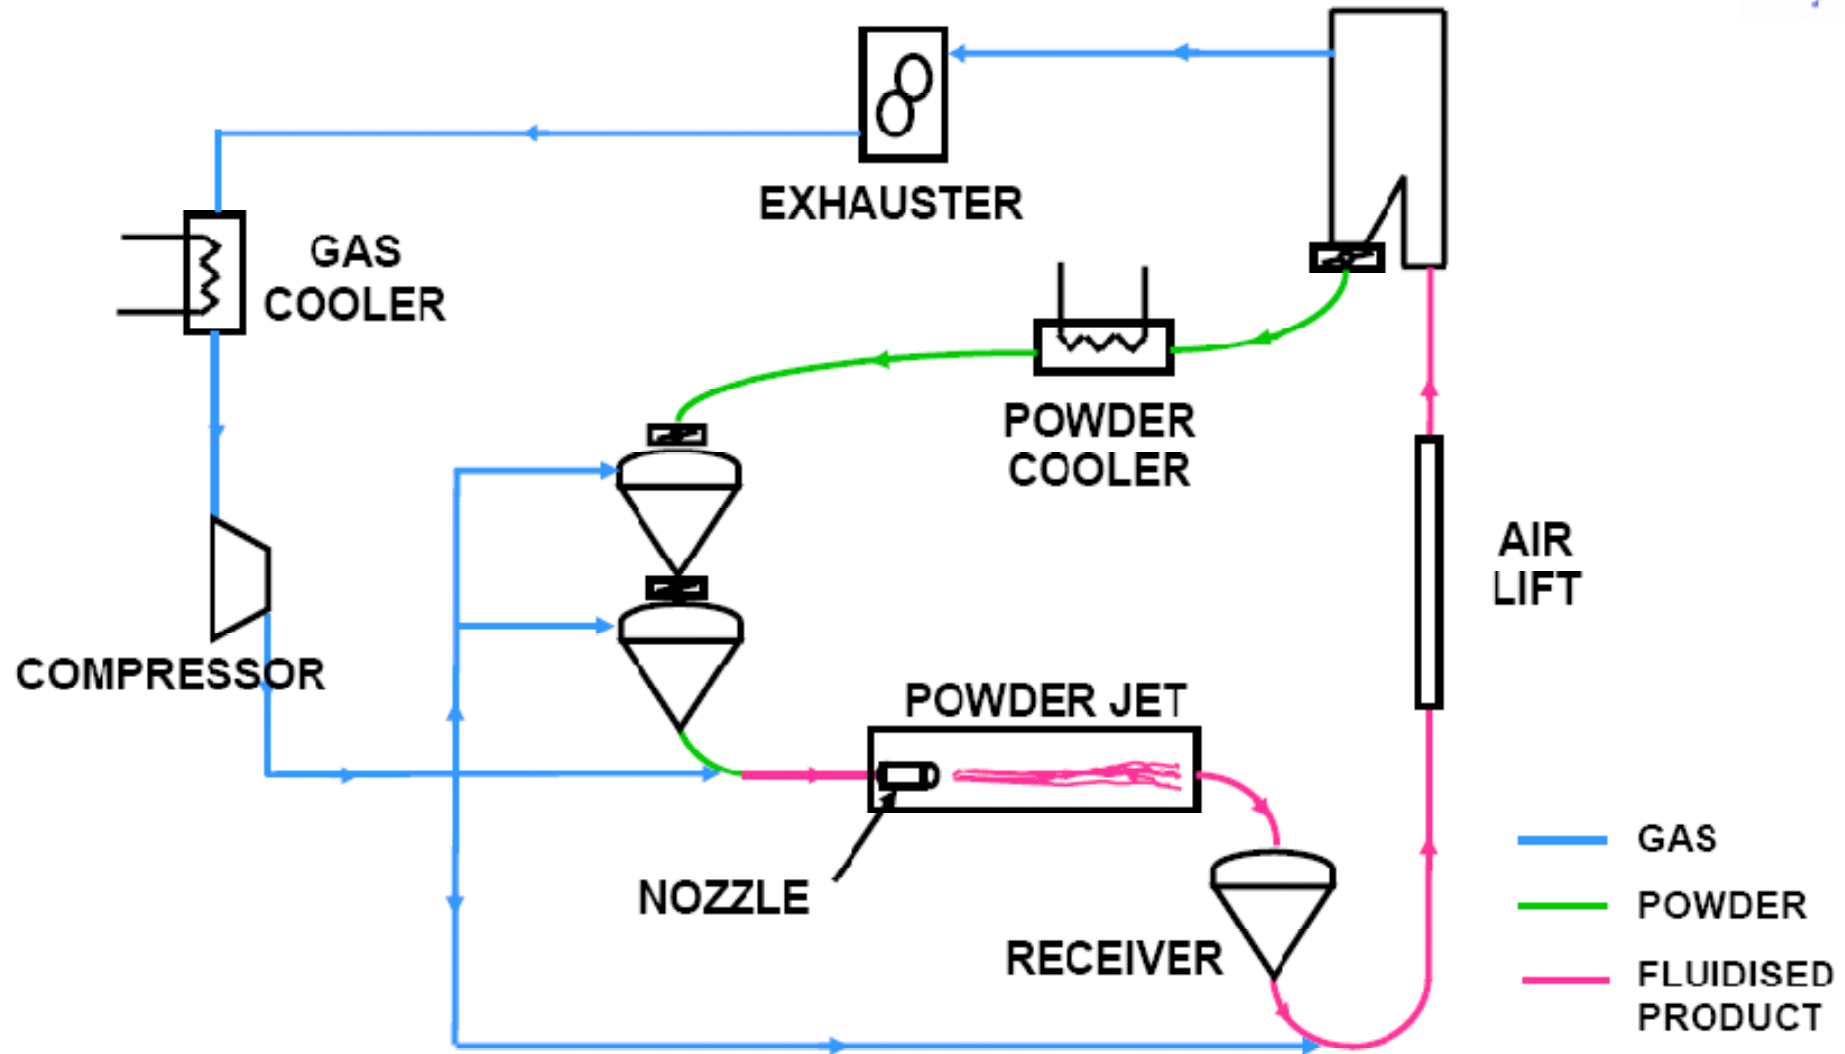 EXHAUSTER
GAS
COOLER
POWDER
COOLER
AIR
LIFT
COMPRESSOR
POWDER JET
NOZZLE
RECEIVER
GAS
POWDER
FLUIDISED
PRODUCT